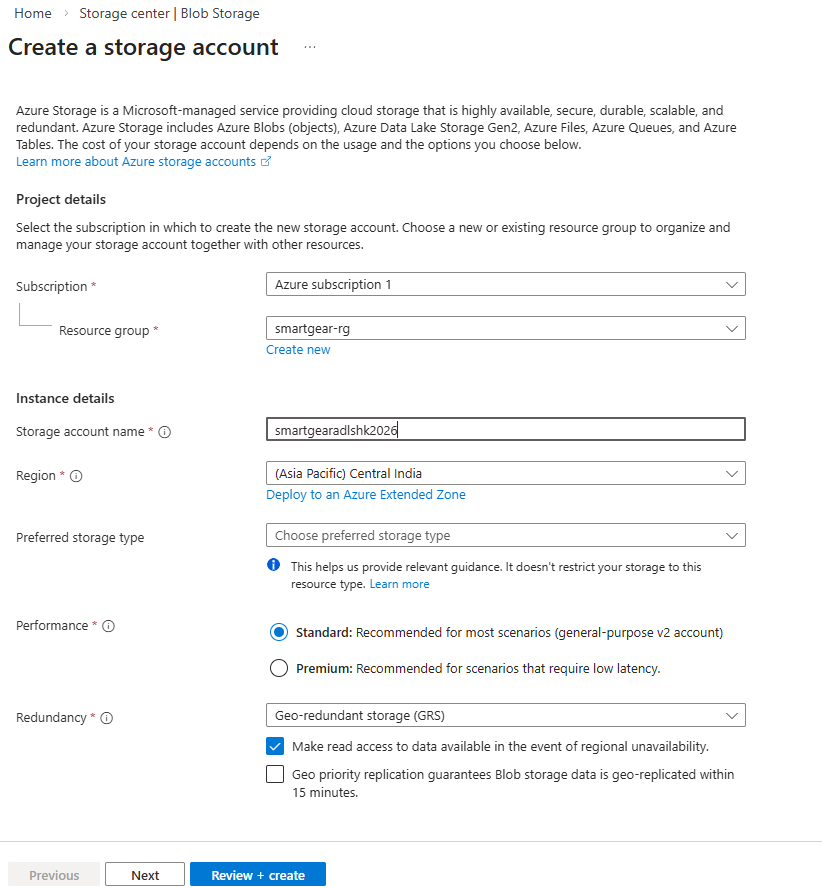 Home > Storage center | Blob Storage
Create a storage account ...
Azure Storage is a Microsoft-managed service providing cloud storage that is highly available, secure, durable, scalable, and
redundant. Azure Storage includes Azure Blobs (objects), Azure Data Lake Storage Gen2, Azure Files, Azure Queues, and Azure
Tables. The cost of your storage account depends on the usage and the options you choose below.
Learn more about Azure storage accounts
Project details
Select the subscription in which to create the new storage account. Choose a new or existing resource group to organize and
manage your storage account together with other resources.
Subscription *
Azure subscription 1
Resource group *
smartgear-rg
Create new
Instance details
Storage account name *
smartgearadlshk2026
Region *
(Asia Pacific) Central India
Deploy to an Azure Extended Zone
Preferred storage type
Choose preferred storage type
This helps us provide relevant guidance. It doesn't restrict your storage to this
resource type. Learn more
Performance *
Standard: Recommended for most scenarios (general-purpose v2 account)
Premium: Recommended for scenarios that require low latency.
Redundancy *
Geo-redundant storage (GRS)
Make read access to data available in the event of regional unavailability.
Geo priority replication guarantees Blob storage data is geo-replicated within
15 minutes.
Previous
Next
Review + create